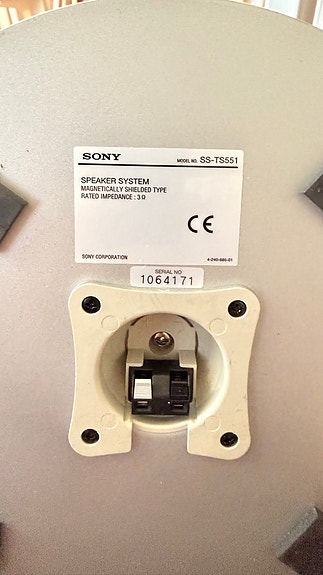 SONY MODEL NO. SS-TS551
SPEAKER SYSTEM
MAGNETICALLY SHIELDED TYPE
RATED IMPEDANCE : 3 Ω
CE
SONY CORPORATION 4-240-685-01
SERIAL NO
1064171